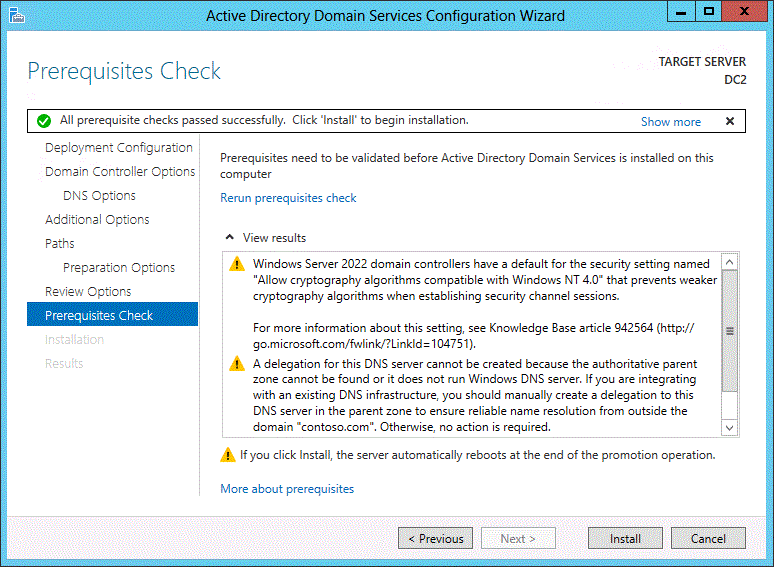 Active Directory Domain Services Configuration Wizard
Prerequisites Check
TARGET SERVER
DC2
All prerequisite checks passed successfully.  Click 'Install' to begin installation.
Show more
Deployment Configuration
Domain Controller Options
DNS Options
Additional Options
Paths
Preparation Options
Review Options
Prerequisites Check
Installation
Results
Prerequisites need to be validated before Active Directory Domain Services is installed on this
computer
Rerun prerequisites check
View results
Windows Server 2022 domain controllers have a default for the security setting named
"Allow cryptography algorithms compatible with Windows NT 4.0" that prevents weaker
cryptography algorithms when establishing security channel sessions.
For more information about this setting, see Knowledge Base article 942564 (http://
go.microsoft.com/fwlink/?LinkId=104751).
A delegation for this DNS server cannot be created because the authoritative parent
zone cannot be found or it does not run Windows DNS server. If you are integrating
with an existing DNS infrastructure, you should manually create a delegation to this
DNS server in the parent zone to ensure reliable name resolution from outside the
domain "contoso.com". Otherwise, no action is required.
If you click Install, the server automatically reboots at the end of the promotion operation.
More about prerequisites
< Previous
Next >
Install
Cancel